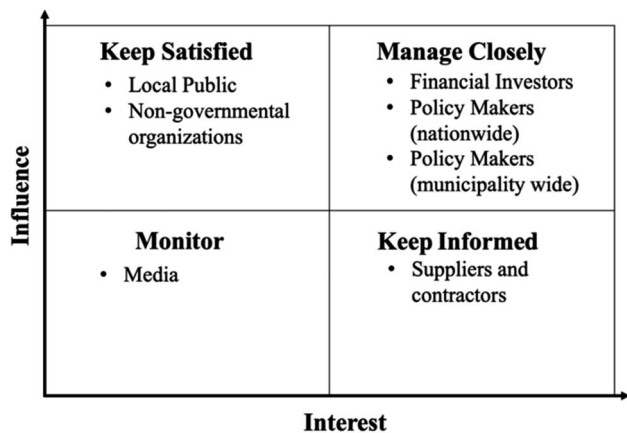 Influence
Keep Satisfied
• Local Public
• Non-governmental
organizations
Manage Closely
• Financial Investors
• Policy Makers
(nationwide)
• Policy Makers
(municipality wide)
Monitor
• Media
Keep Informed
• Suppliers and
contractors
Interest